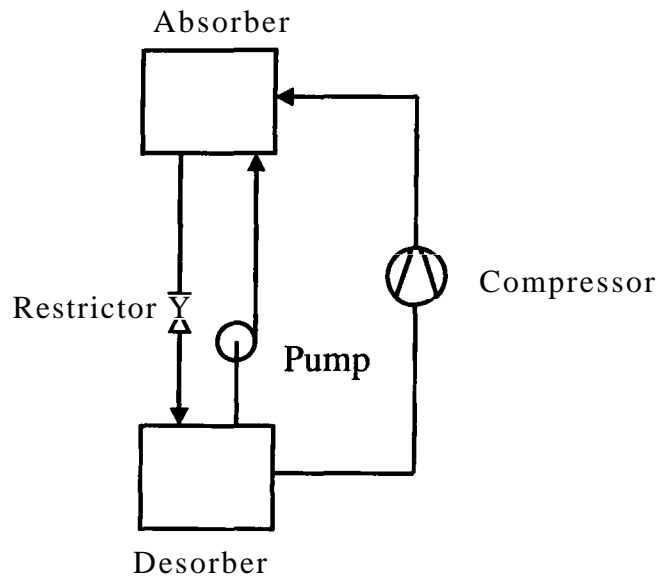 Absorber
Compressor
Restrictor
Pump
Desorber